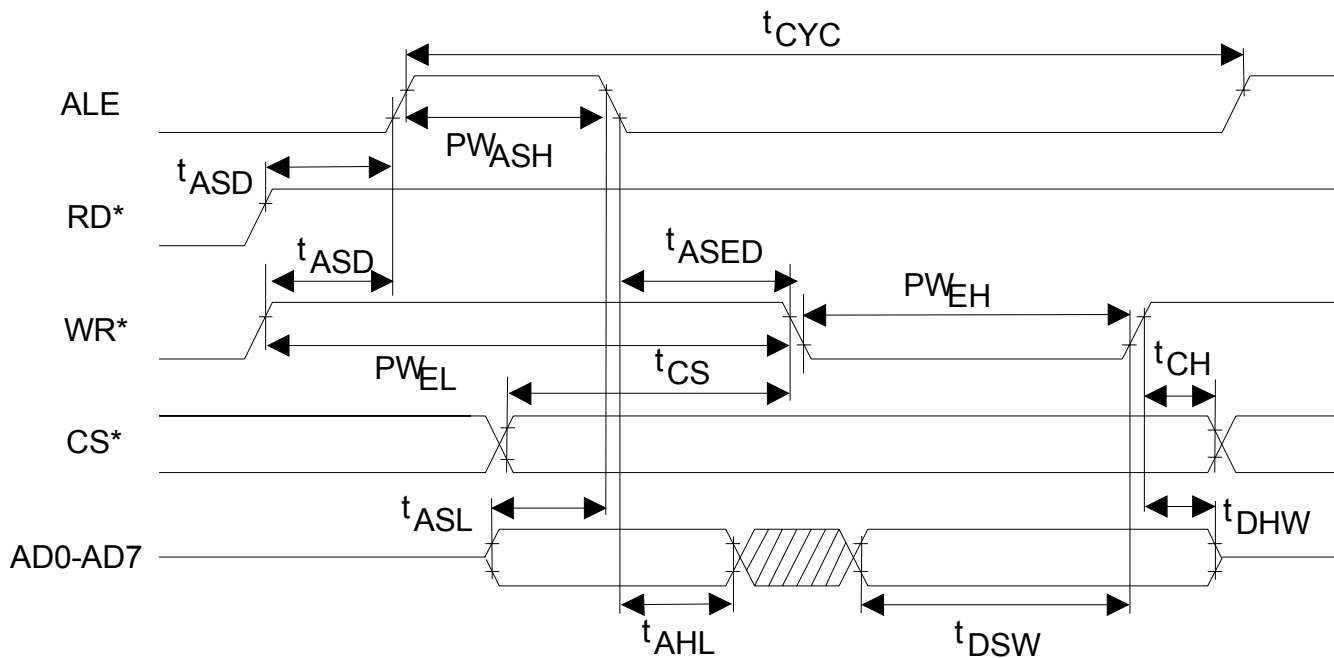 tCYC
ALE
PWASH
tASD
RD*
tASD
tASED
PWEH
WR*
PWEL
tCS
tCH
CS*
tASL
tDHW
AD0-AD7
tAHL
tDSW